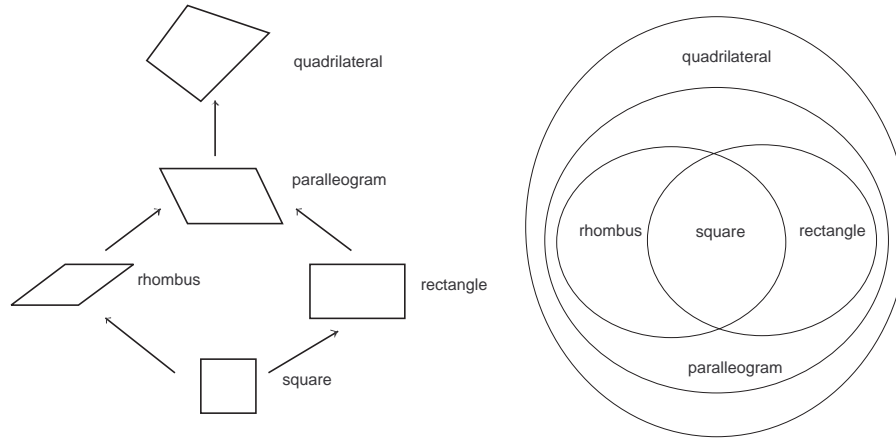 quadrilateral
paralleogram
rhombus
rectangle
square
quadrilateral
rhombus
square
rectangle
paralleogram